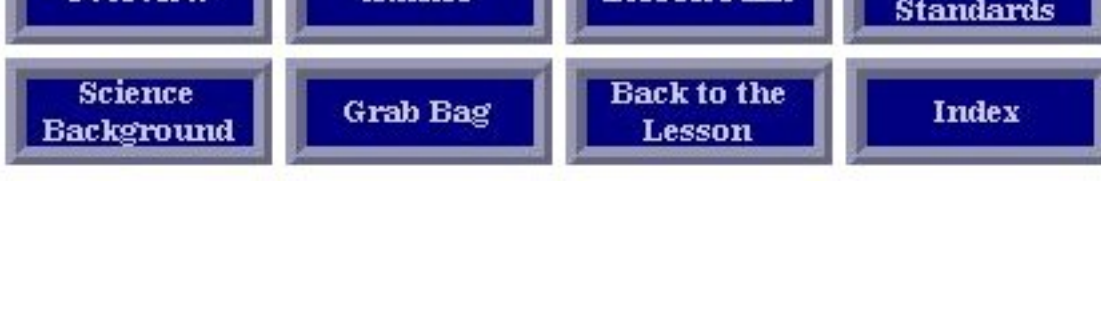 Standards
Science
Background
Grab Bag
Back to the
Lesson
Index